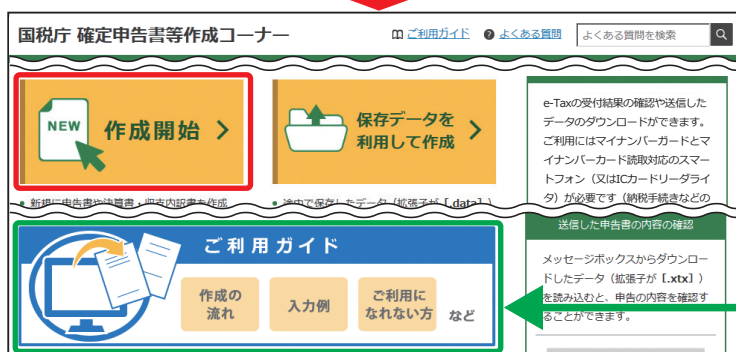 国税庁 確定申告書等作成コーナー
ご利用ガイド
よくある質問
よくある質問を検索
NEW
作成開始
保存データを
利用して作成
新規に申告書や決算書・収支内訳書を作成
途中で保存したデータ(拡張子が【.data】)
e-Taxの受付結果の確認や送信した
データのダウンロードができます。
ご利用にはマイナンバーカードとマ
イナンバーカード読取対応のスマー
トフォン(又はICカードリーダライ
タ)が必要です(納税手続きなどの
ご利用ガイド
作成の
流れ
入力例
ご利用に
なれない方
など
送信した申告書の内容の確認
メッセージボックスからダウンロー
ドしたデータ(拡張子が【.xtx】)
を読み込むと、申告の内容を確認す
ることができます。